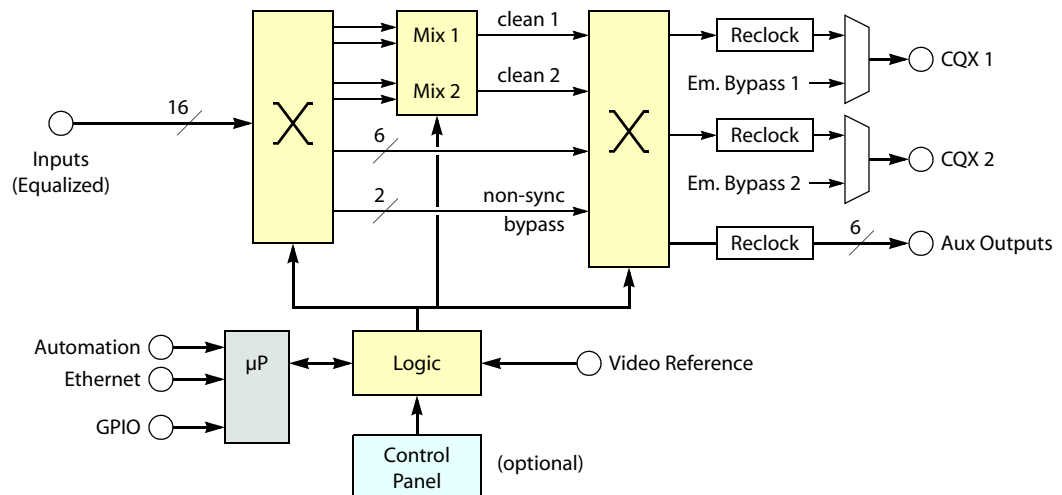 clean 1
Mix 1
Reclock
CQX 1
clean 2
Em. Bypass 1
Mix 2
16
Inputs
(Equalized)
6
Reclock
CQX 2
2
non-sync
bypass
Em. Bypass 2
Reclock
6
Aux Outputs
Automation
Ethernet
GPIO
µP
Logic
Video Reference
Control
Panel
(optional)